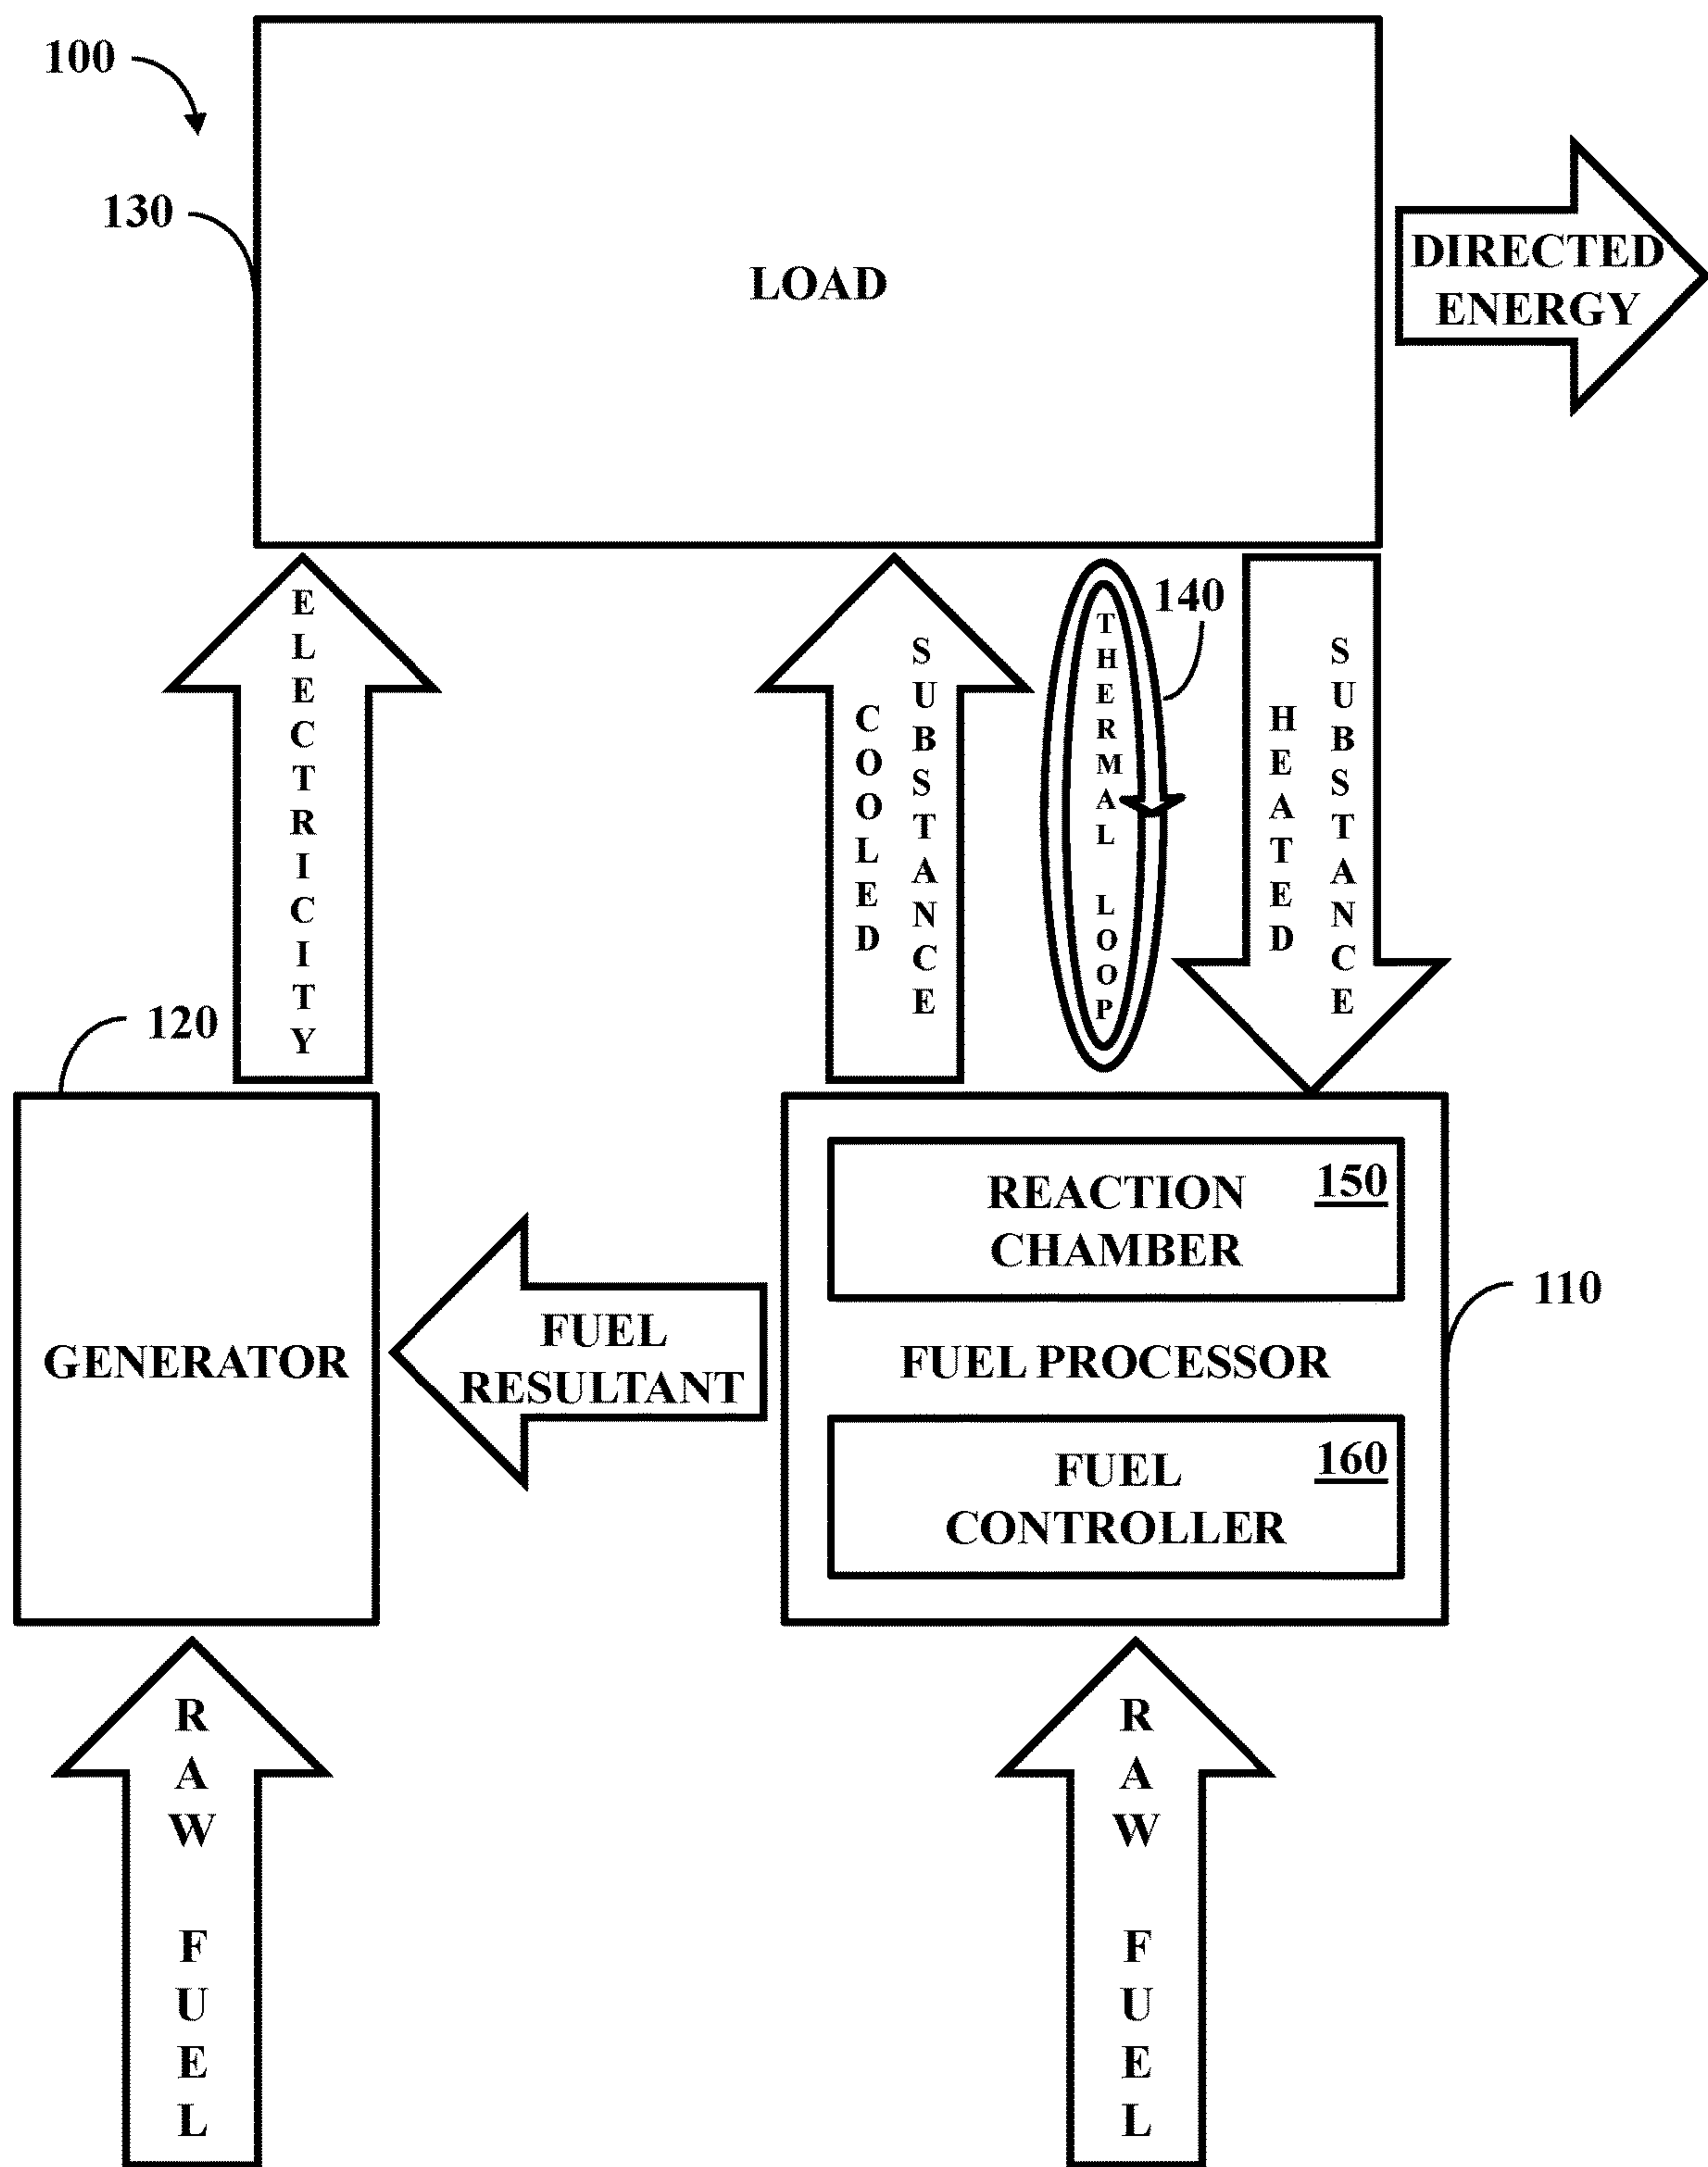 100
130
LOAD
DIRECTED
ENERGY
ELECTRICITY
COOLED
SUBSTANCE
THERMAL LOOP
140
HEATED
SUBSTANCE
120
GENERATOR
FUEL
RESULTANT
REACTION
CHAMBER
150
FUEL PROCESSOR
110
FUEL
CONTROLLER
160
RAW FUEL
RAW FUEL